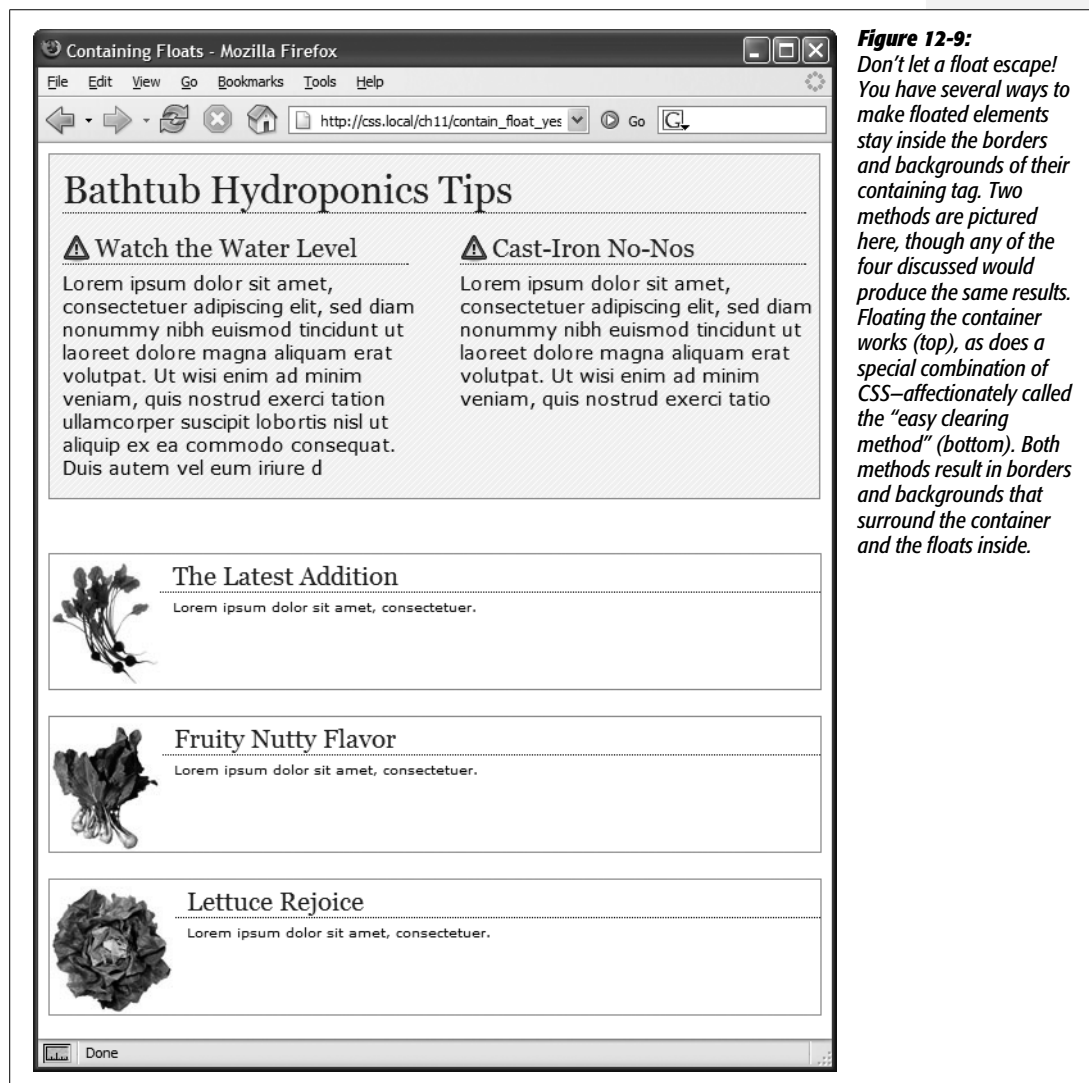 Containing Floats - Mozilla Firefox
File Edit View Go Bookmarks Tools Help
http://css.local/ch11/contain_float_yes Go G
Bathtub Hydroponics Tips
Watch the Water Level
Lorem ipsum dolor sit amet,
consectetuer adipiscing elit, sed diam
nonummy nibh euismod tincidunt ut
laoreet dolore magna aliquam erat
volutpat. Ut wisi enim ad minim
veniam, quis nostrud exerci tation
ullamcorper suscipit lobortis nisl ut
aliquip ex ea commodo consequat.
Duis autem vel eum iriure d
Cast-Iron No-Nos
Lorem ipsum dolor sit amet,
consectetuer adipiscing elit, sed diam
nonummy nibh euismod tincidunt ut
laoreet dolore magna aliquam erat
volutpat. Ut wisi enim ad minim
veniam, quis nostrud exerci tatio
The Latest Addition
Lorem ipsum dolor sit amet, consectetuer.
Fruity Nutty Flavor
Lorem ipsum dolor sit amet, consectetuer.
Lettuce Rejoice
Lorem ipsum dolor sit amet, consectetuer.
Done
Figure 12-9:
Don't let a float escape!
You have several ways to
make floated elements
stay inside the borders
and backgrounds of their
containing tag. Two
methods are pictured
here, though any of the
four discussed would
produce the same results.
Floating the container
works (top), as does a
special combination of
CSS—affectionately called
the “easy clearing
method” (bottom). Both
methods result in borders
and backgrounds that
surround the container
and the floats inside.